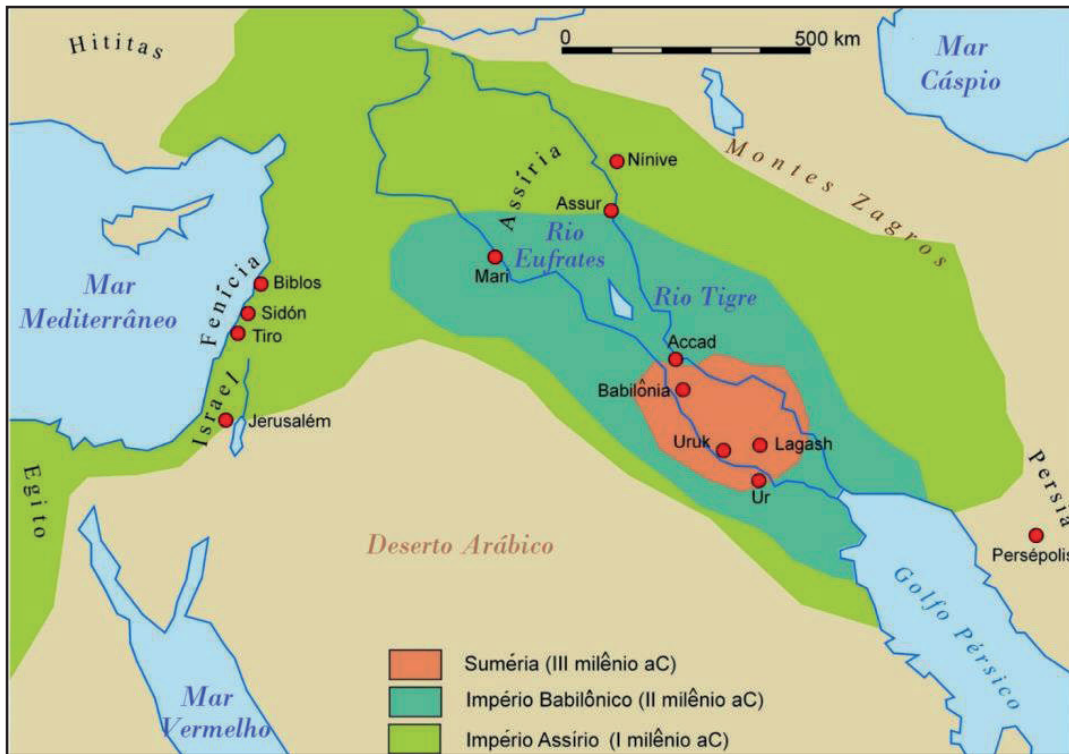 Hititas
0
500 km
Mar
Cáspio
Montes Zagros
Nínive
Assíria
Assur
Rio
Eufrates
Mari
Rio Tigre
Fenícia
Biblos
Sidón
Tiro
Mar
Mediterrâneo
Accad
Babilônia
Israel
Jerusalém
Uruk
Lagash
Ur
Egito
Persia
Persépolis
Deserto Arábico
Golfo Pérsico
Mar
Vermelho
Suméria (III milênio aC)
Império Babilônico (II milênio aC)
Império Assírio (I milênio aC)